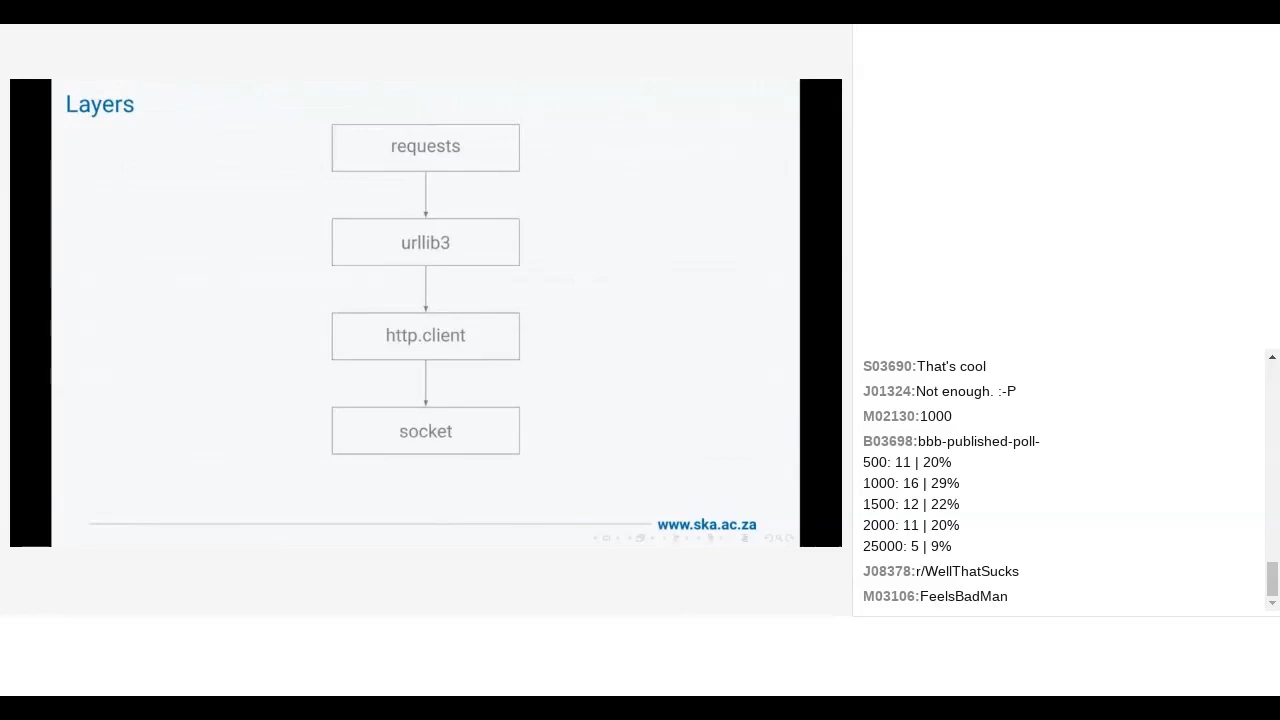 Layers
requests
urllib3
http.client
socket
www.ska.ac.za
S03690:That's cool
J01324:Not enough. :-P
M02130:1000
B03698:bbb-published-poll-
500: 11 | 20%
1000: 16 | 29%
1500: 12 | 22%
2000: 11 | 20%
25000: 5 | 9%
J08378:r/WellThatSucks
M03106:FeelsBadMan